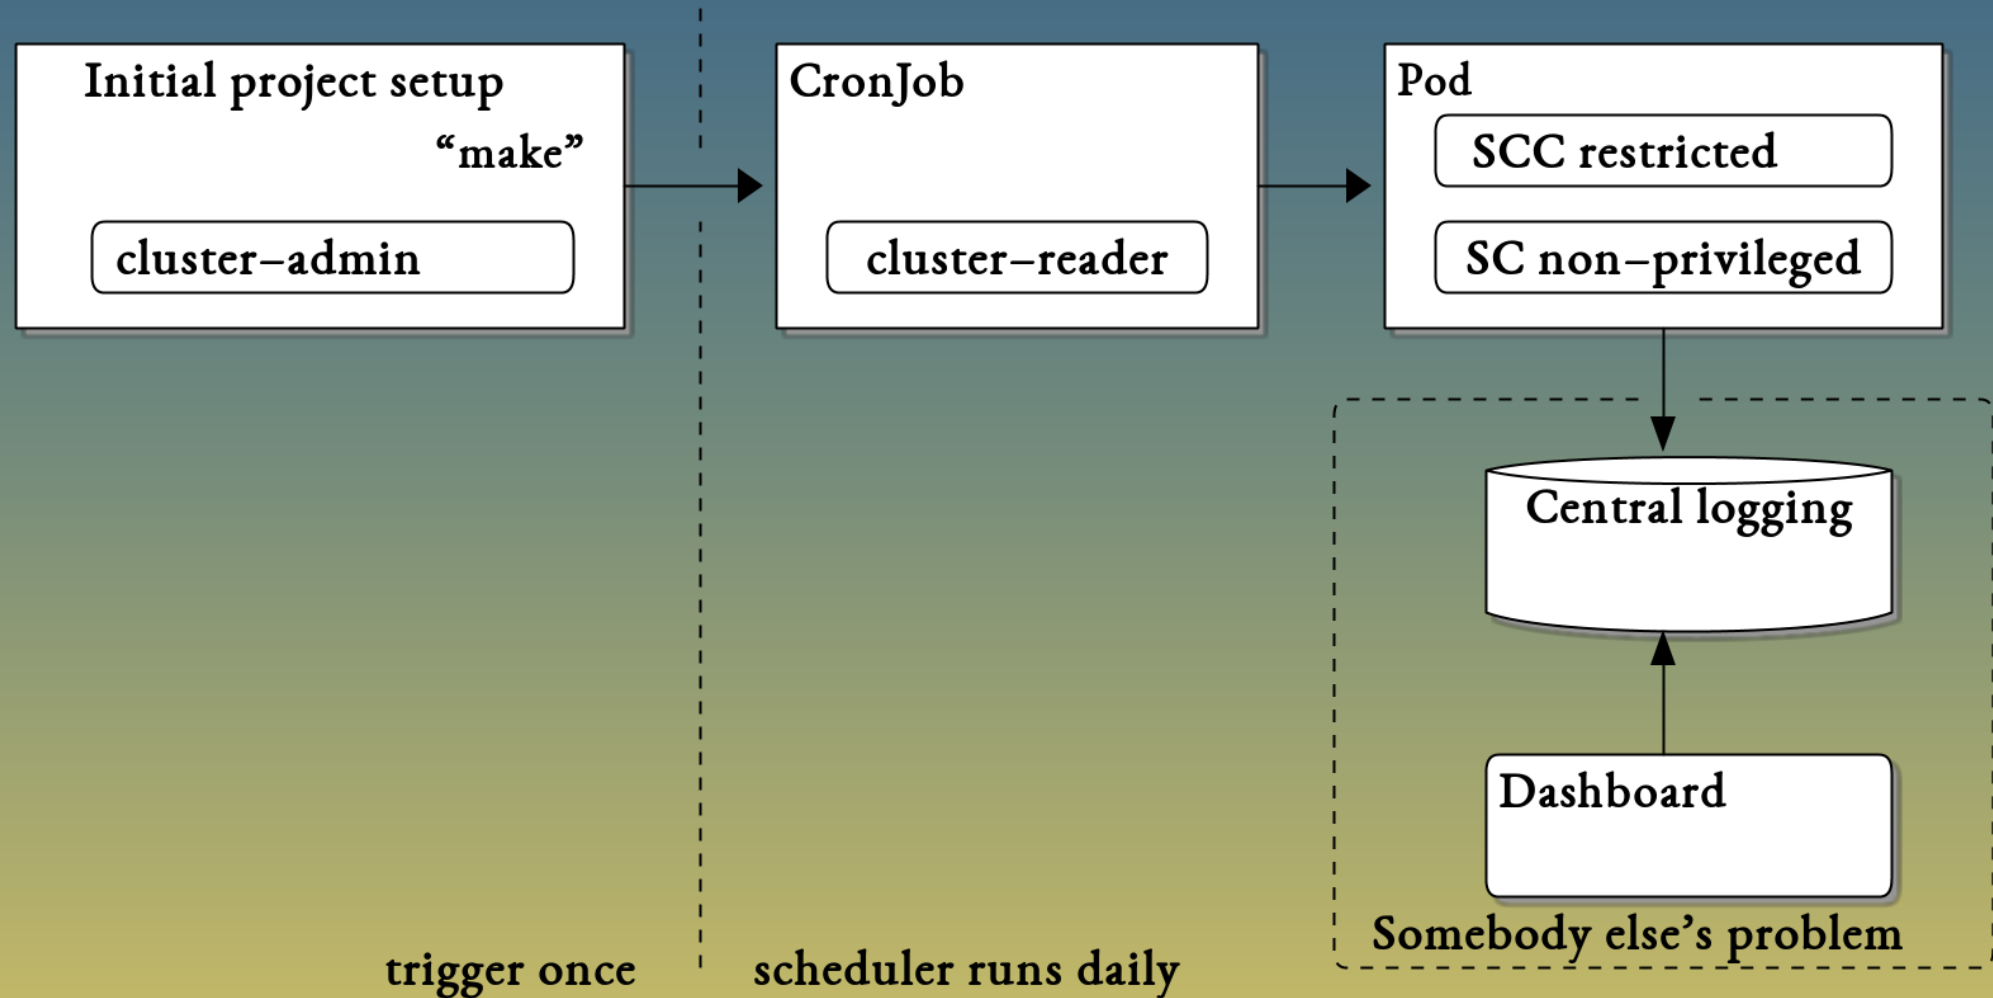 Initial project setup
“make”
cluster–admin
CronJob
cluster–reader
Pod
SCC restricted
SC non–privileged
Central logging
Dashboard
Somebody else’s problem
trigger once
scheduler runs daily